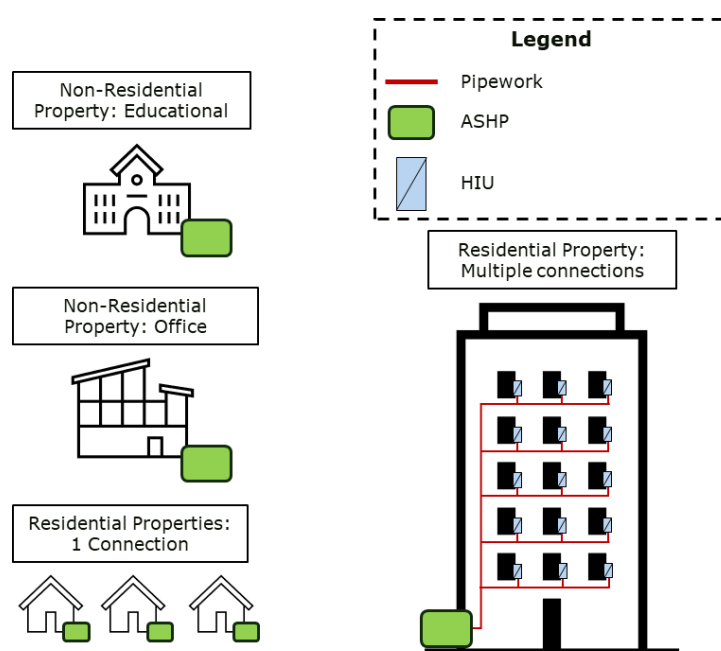 Legend
Pipework
ASHP
HIU
Non-Residential
Property: Educational
Residential Property:
Multiple connections
Non-Residential
Property: Office
Residential Properties:
1 Connection